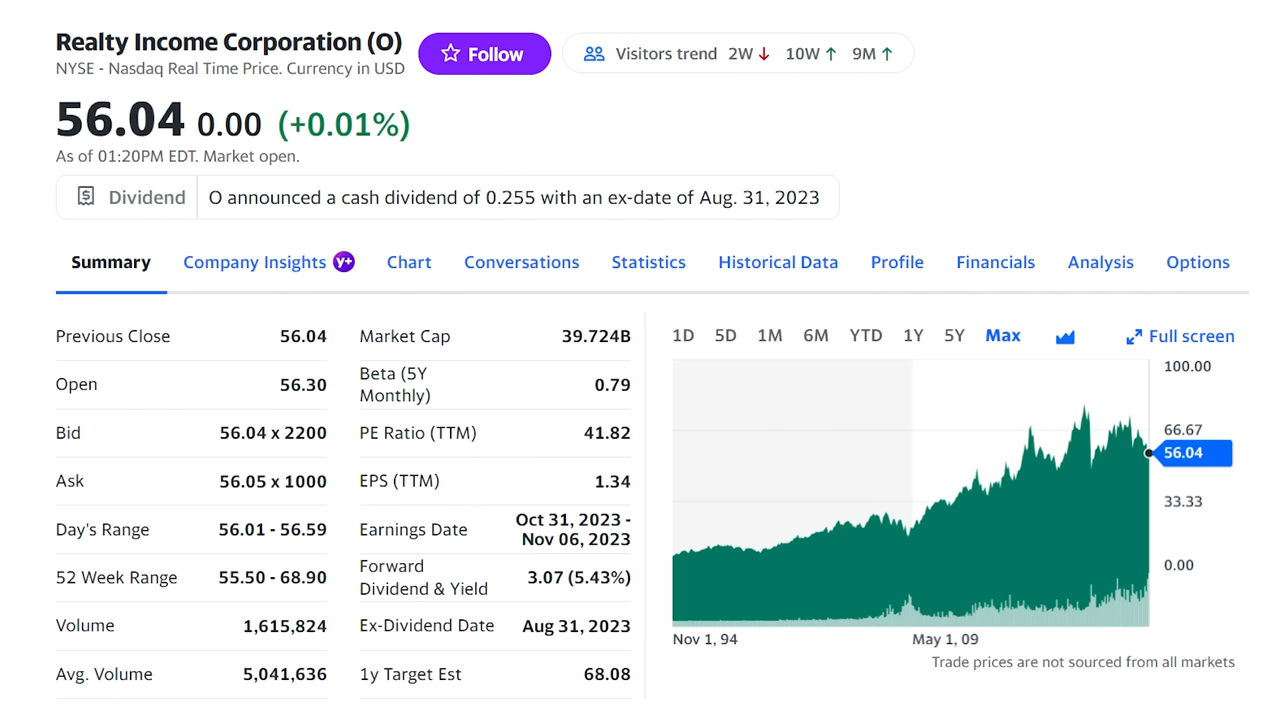 Realty Income Corporation (O)
NYSE - Nasdaq Real Time Price. Currency in USD
Follow
Visitors trend 2W ↓ 10W ↑ 9M ↑
56.04 0.00 (+0.01%)
As of 01:20PM EDT. Market open.
Dividend O announced a cash dividend of 0.255 with an ex-date of Aug. 31, 2023
Summary Company Insights Y+ Chart Conversations Statistics Historical Data Profile Financials Analysis Options
Previous Close 56.04
Open 56.30
Bid 56.04 x 2200
Ask 56.05 x 1000
Day's Range 56.01 - 56.59
52 Week Range 55.50 - 68.90
Volume 1,615,824
Avg. Volume 5,041,636
Market Cap 39.724B
Beta (5Y
Monthly) 0.79
PE Ratio (TTM) 41.82
EPS (TTM) 1.34
Earnings Date Oct 31, 2023 -
Nov 06, 2023
Forward
Dividend & Yield 3.07 (5.43%)
Ex-Dividend Date Aug 31, 2023
1y Target Est 68.08
1D 5D 1M 6M YTD 1Y 5Y Max Full screen
100.00
66.67
56.04
33.33
0.00
Nov 1, 94 May 1, 09
Trade prices are not sourced from all markets